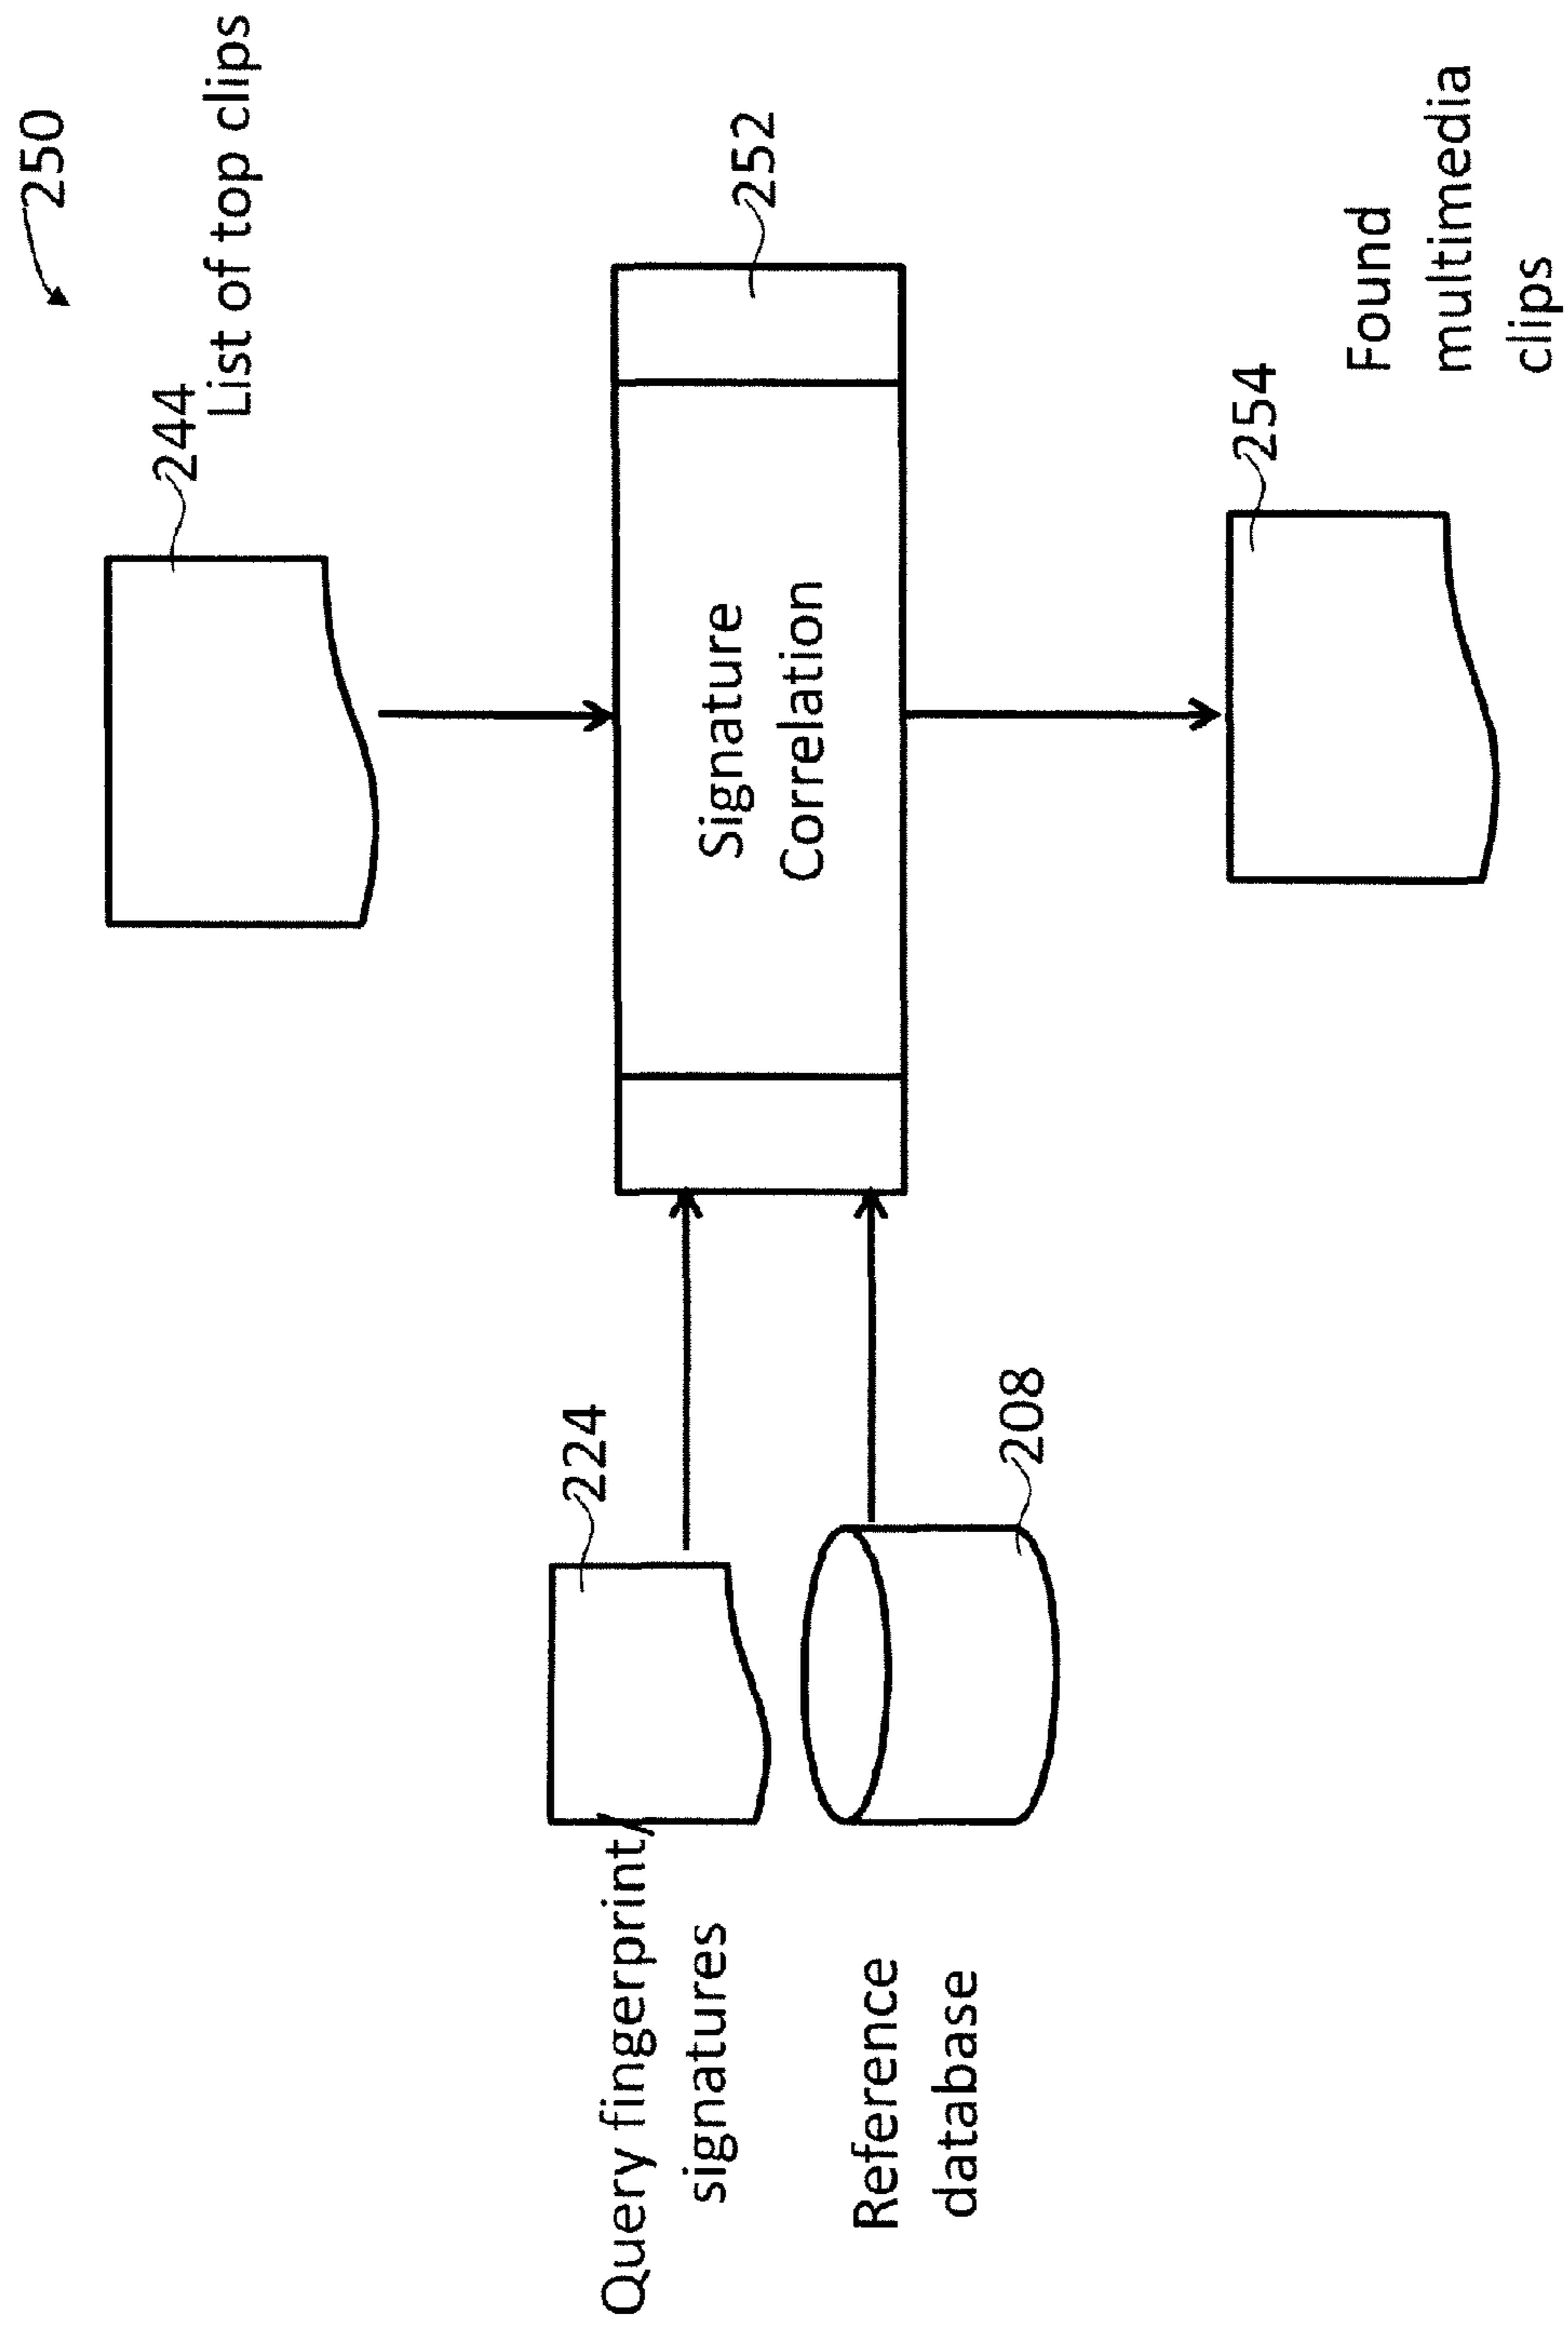 250
244
List of top clips
252
Signature
Correlation
224
Query fingerprint/
signatures
208
Reference
database
254
Found
multimedia
clips